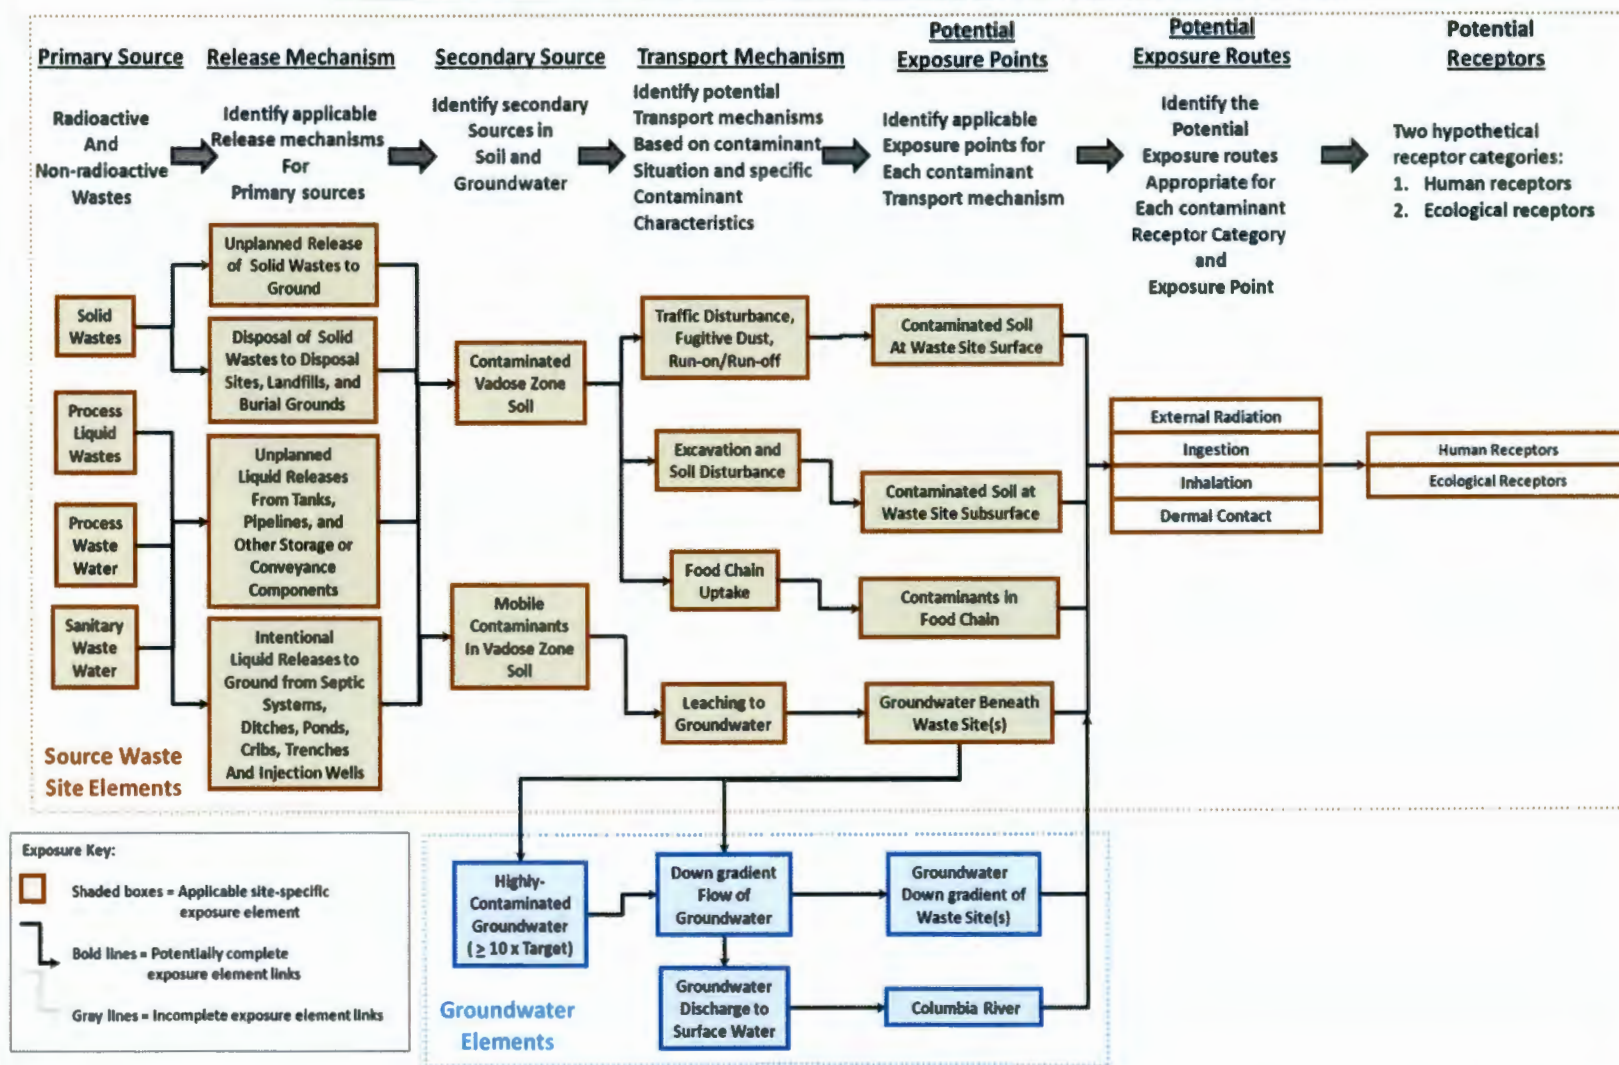 Primary Source
Release Mechanism
Secondary Source
Transport Mechanism
Potential
Exposure Points
Potential
Exposure Routes
Potential
Receptors
Radioactive
And
Non-radioactive
Wastes
Identify applicable
Release mechanisms
For
Primary sources
Identify secondary
Sources in
Soil and
Groundwater
Identify potential
Transport mechanisms
Based on contaminant
Situation and specific
Contaminant
Characteristics
Identify applicable
Exposure points for
Each contaminant
Transport mechanism
Identify the
Potential
Exposure routes
Appropriate for
Each contaminant
Receptor Category
and
Exposure Point
Two hypothetical
receptor categories:
1. Human receptors
2. Ecological receptors
Solid
Wastes
Process
Liquid
Wastes
Process
Waste
Water
Sanitary
Waste
Water
Unplanned Release
of Solid Wastes to
Ground
Disposal of Solid
Wastes to Disposal
Sites, Landfills, and
Burial Grounds
Unplanned
Liquid Releases
From Tanks,
Pipelines, and
Other Storage or
Conveyance
Components
Intentional
Liquid Releases to
Ground from Septic
Systems,
Ditches, Ponds,
Cribs, Trenches
And Injection Wells
Contaminated
Vadose Zone
Soil
Mobile
Contaminants
In Vadose Zone
Soil
Traffic Disturbance,
Fugitive Dust,
Run-on/Run-off
Excavation and
Soil Disturbance
Food Chain
Uptake
Leaching to
Groundwater
Contaminated Soil
At Waste Site Surface
Contaminated Soil at
Waste Site Subsurface
Contaminants in
Food Chain
Groundwater Beneath
Waste Site(s)
External Radiation
Ingestion
Inhalation
Dermal Contact
Human Receptors
Ecological Receptors
Source Waste
Site Elements
Exposure Key:
Shaded boxes = Applicable site-specific
exposure element
Bold lines = Potentially complete
exposure element links
Gray lines = Incomplete exposure element links
Highly-
Contaminated
Groundwater
(≥ 10 x Target)
Down gradient
Flow of
Groundwater
Groundwater
Down gradient of
Waste Site(s)
Groundwater
Discharge to
Surface Water
Columbia River
Groundwater
Elements